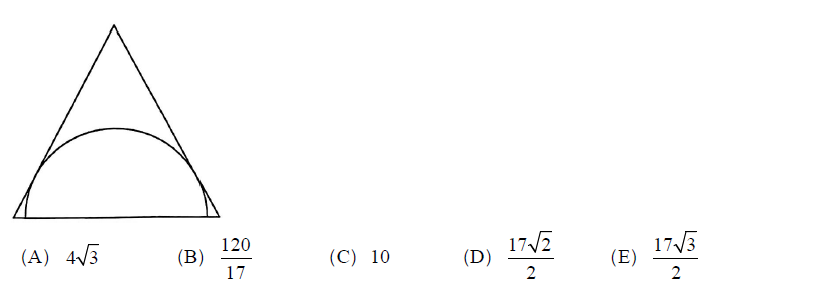 (A) 4√3 (B) 120/17 (C) 10 (D) 17√2/2 (E) 17√3/2